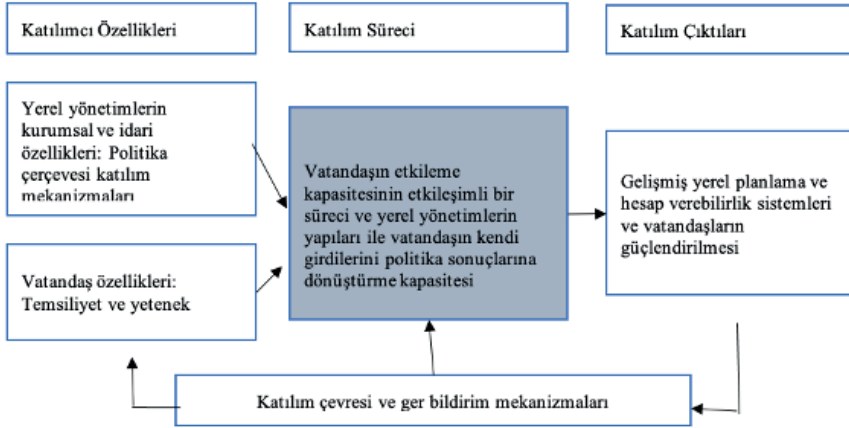 Katılımcı Özellikleri
Katılım Süreci
Katılım Çıktıları
Yerel yönetimlerin
kurumsal ve idari
özellikleri: Politika
çerçevesi katılım
mekanizmaları
Vatandaş özellikleri:
Temsiliyet ve yetenek
Vatandaşın etkileme
kapasitesinin etkileşimli bir
süreci ve yerel yönetimlerin
yapıları ile vatandaşın kendi
girdilerini politika sonuçlarına
dönüştürme kapasitesi
Gelişmiş yerel planlama ve
hesap verebilirlik sistemleri
ve vatandaşların
güçlendirilmesi
Katılım çevresi ve ger bildirim mekanizmaları